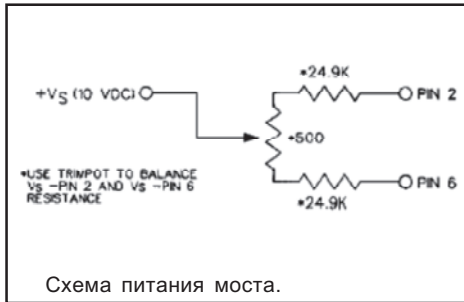 *24.9K
+VS (10 VDC)
PIN 2
*500
*USE TRIMPOT TO BALANCE
VS -PIN 2 AND VS -PIN 6
RESISTANCE
PIN 6
*24.9K
Схема питания моста.